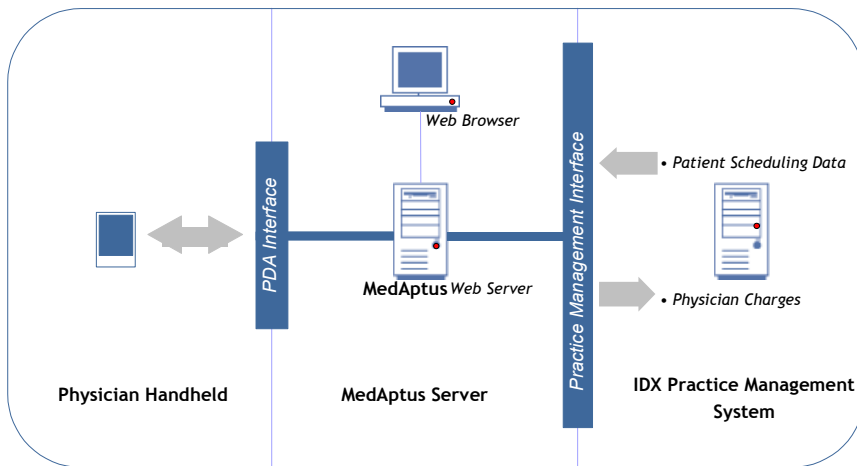 Web Browser
PDA Interface
Practice Management Interface
• Patient Scheduling Data
MedAptus Web Server
• Physician Charges
Physician Handheld
MedAptus Server
IDX Practice Management
System